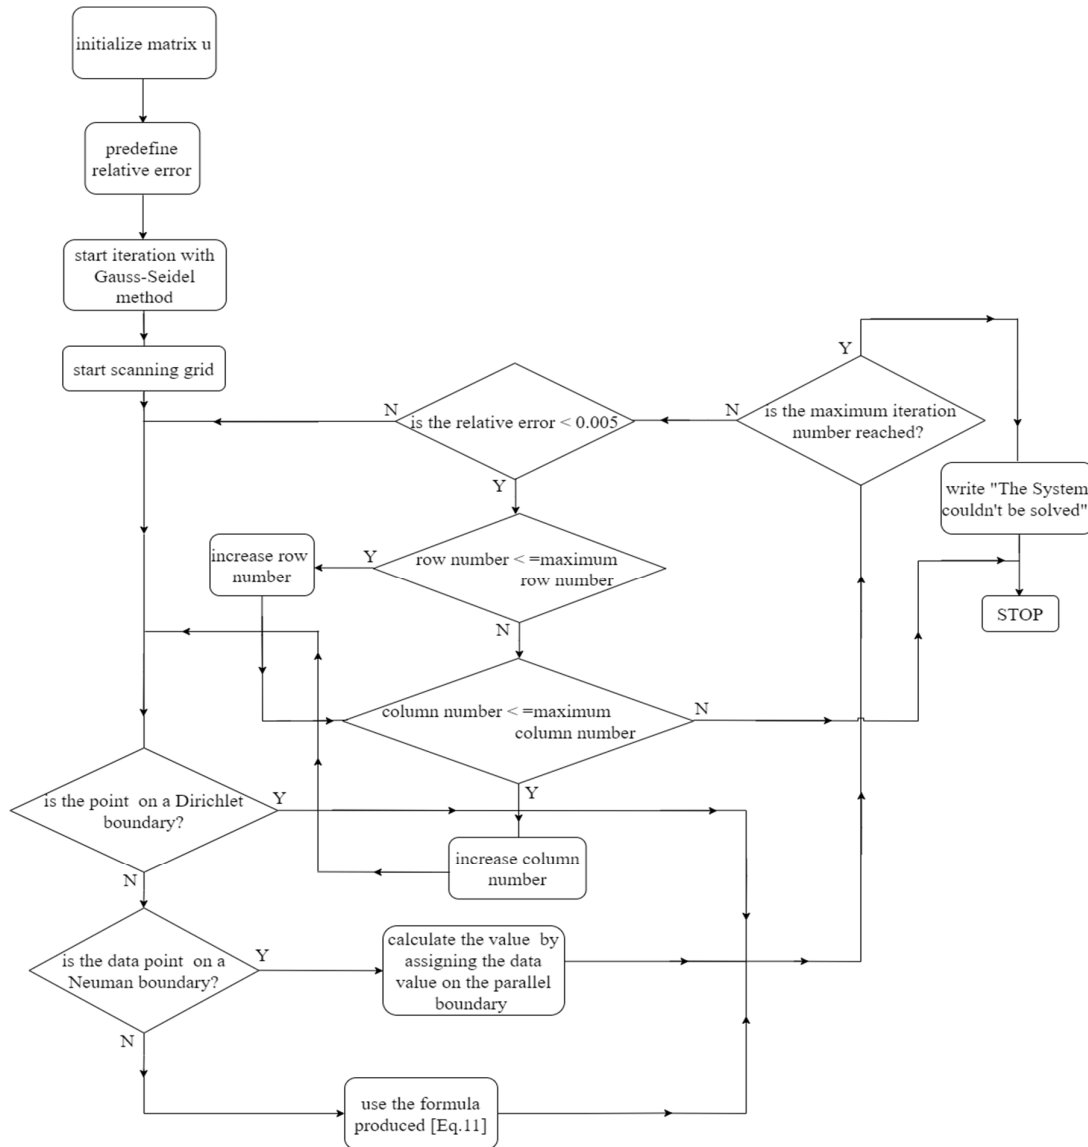 initialize matrix u
predefine
relative error
start iteration with
Gauss-Seidel
method
start scanning grid
Y
N
is the relative error < 0.005
N
is the maximum iteration
number reached?
write "The System
couldn't be solved"
Y
increase row
number
Y
row number < =maximum
row number
STOP
N
column number < =maximum
column number
N
Y
is the point on a Dirichlet
boundary?
Y
increase column
number
N
is the data point on a
Neuman boundary?
Y
calculate the value by
assigning the data
value on the parallel
boundary
N
use the formula
produced [Eq.11]